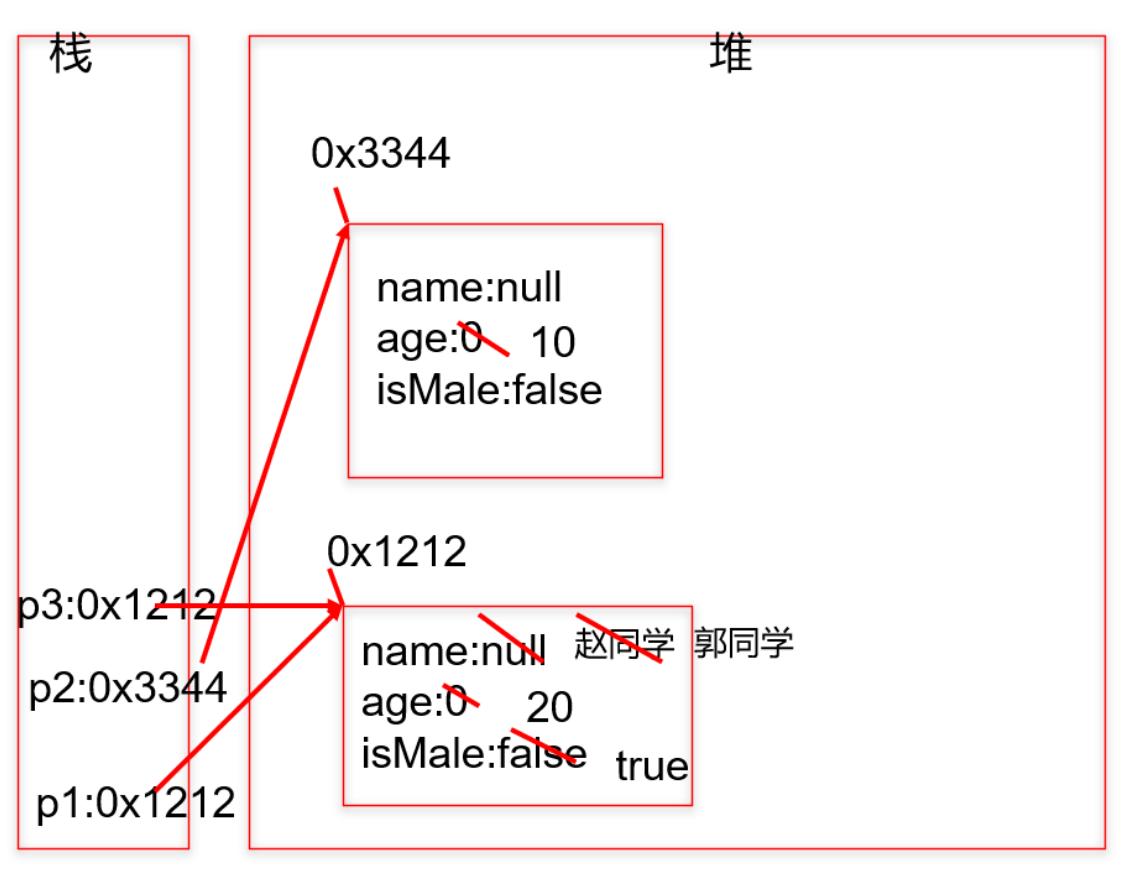 栈
堆
0x3344
name:null
age:0 10
isMale:false
0x1212
p3:0x1212
p2:0x3344
p1:0x1212
name:null 赵同学 郭同学
age:0 20
isMale:false true